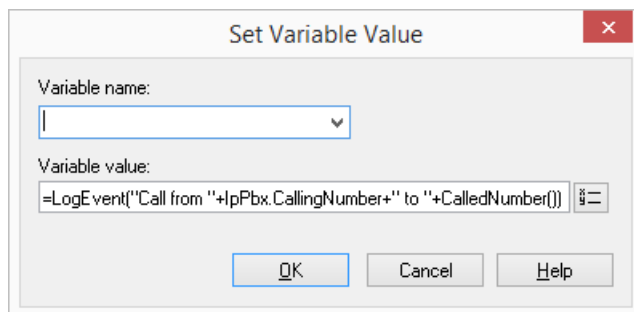 Set Variable Value
x
Variable name:
Variable value:
=LogEvent("Call from "+IpPbx.CallingNumber+" to "+CalledNumber())
OK
Cancel
Help